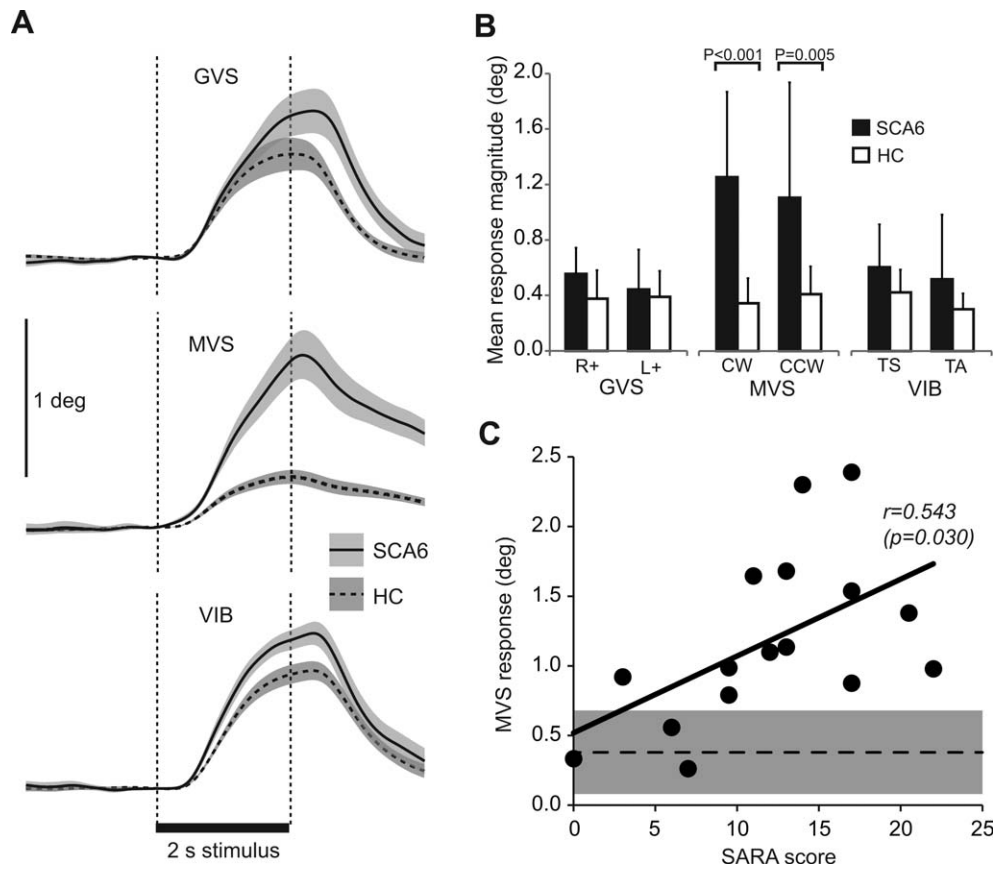 A
GVS
MVS
1 deg
SCA6
HC
VIB
2 s stimulus
B
P<0.001 P=0.005
Mean response magnitude (deg)
2.0
1.6
1.2
0.8
0.4
0.0
SCA6
HC
R+ L+ CW CCW TS TA
GVS MVS VIB
C
MVS response (deg)
2.5
2.0
1.5
1.0
0.5
0.0
r=0.543
(p=0.030)
0 5 10 15 20 25
SARA score